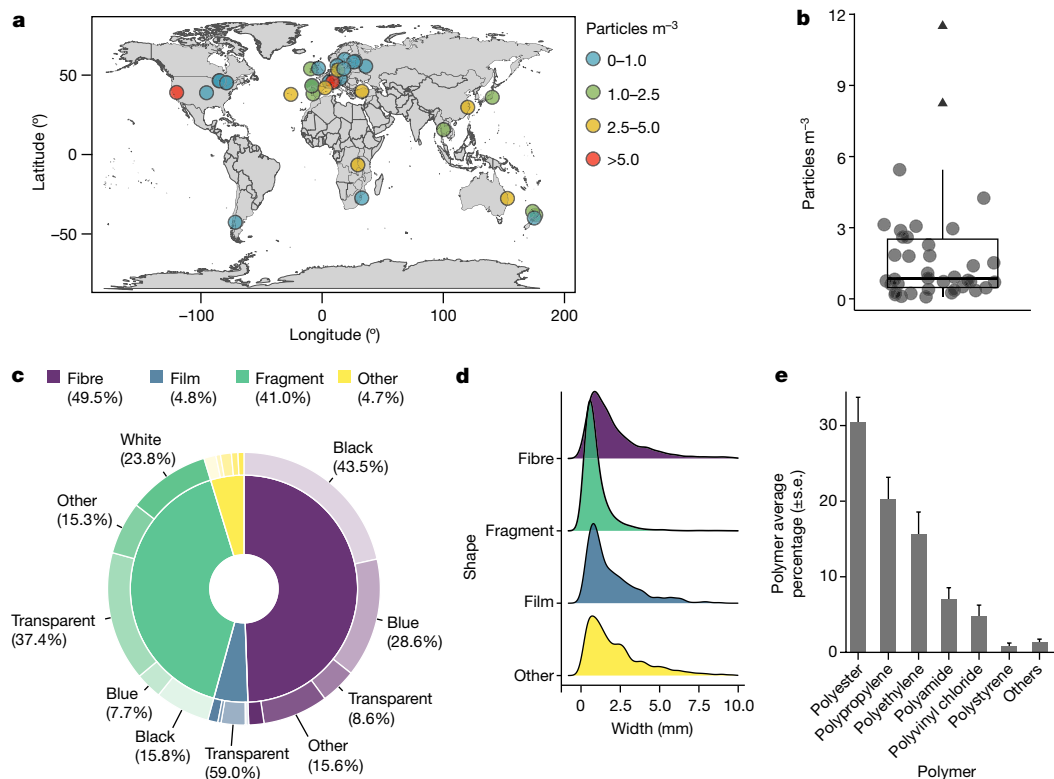 a
Particles m⁻³
0–1.0
1.0–2.5
2.5–5.0
>5.0
Latitude (º)
50
0
−50
−100
0
100
200
Longitude (º)
b
Particles m⁻³
12
9
6
3
0
c
Fibre
(49.5%)
Film
(4.8%)
Fragment
(41.0%)
Other
(4.7%)
White
(23.8%)
Black
(43.5%)
Other
(15.3%)
Transparent
(37.4%)
Blue
(28.6%)
Blue
(7.7%)
Transparent
(8.6%)
Black
(15.8%)
Other
(15.6%)
Transparent
(59.0%)
d
Shape
Fibre
Fragment
Film
Other
0
2.5
5.0
7.5
10.0
Width (mm)
e
Polymer average
percentage (±s.e.)
30
20
10
0
Polyester
Polypropylene
Polyethylene
Polyamide
Polyvinyl chloride
Polystyrene
Others
Polymer